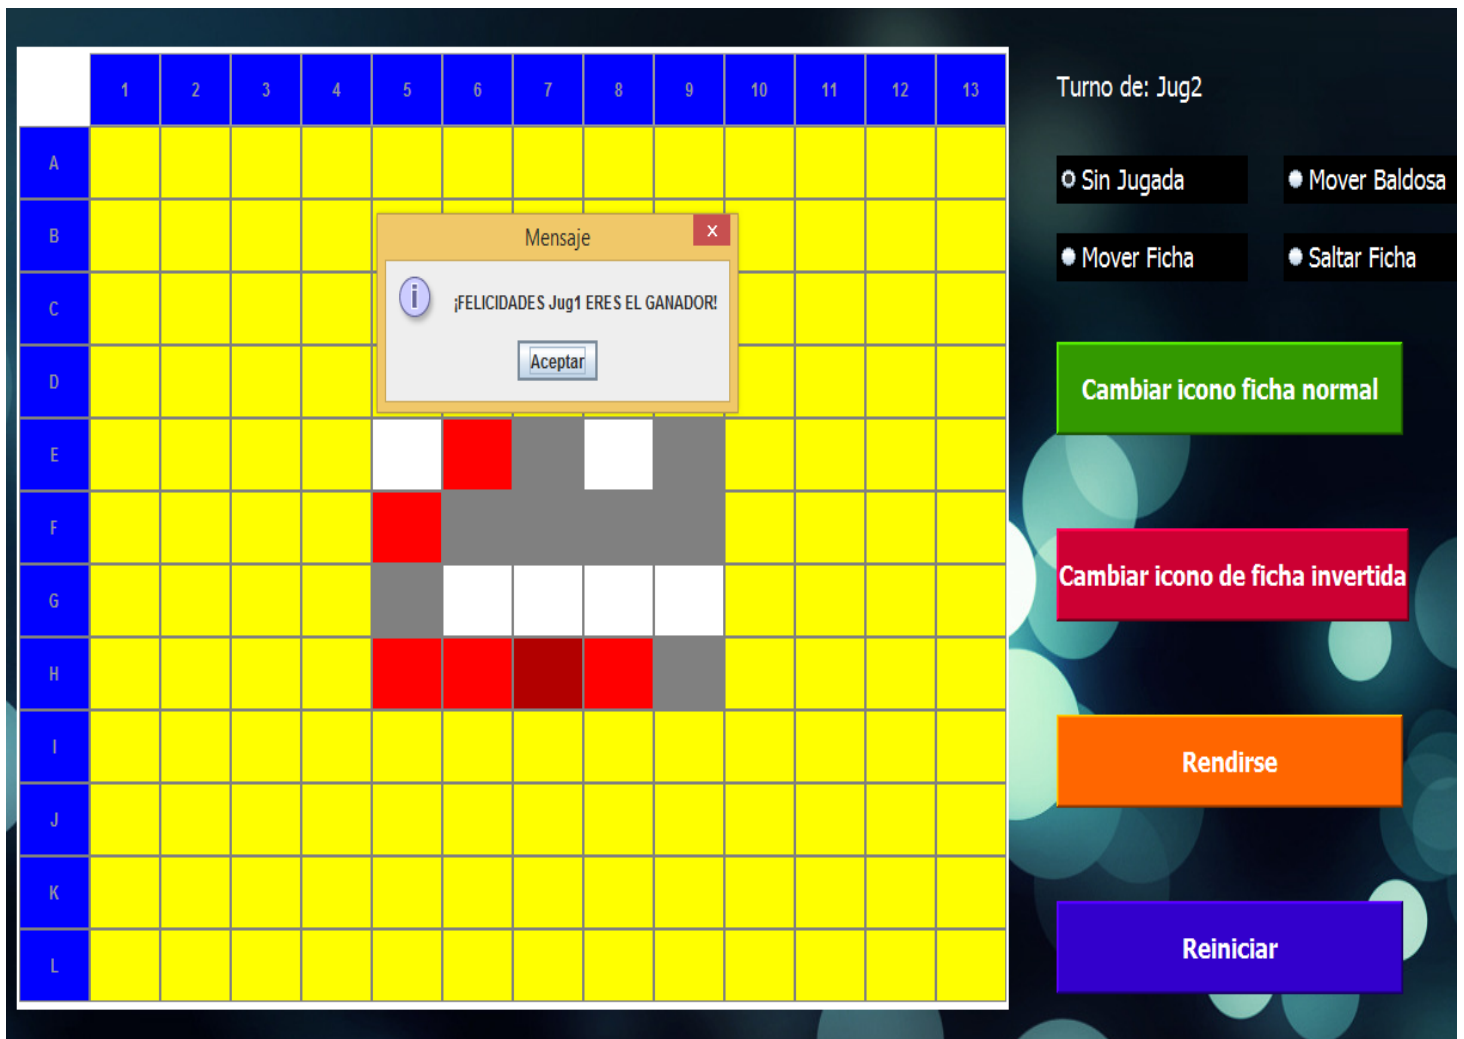 1 2 3 4 5 6 7 8 9 10 11 12 13
Turno de: Jug2
A
Sin Jugada Mover Baldosa
B
Mensaje x
Mover Ficha Saltar Ficha
C
i ¡FELICIDADES Jug1 ERES EL GANADOR!
Aceptar
D
Cambiar icono ficha normal
E
F
Cambiar icono de ficha invertida
G
H
I
Rendirse
J
K
L
Reiniciar